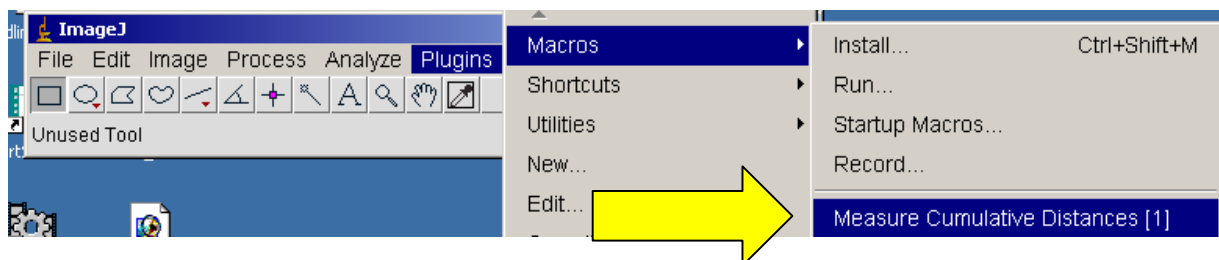 ImageJ
File Edit Image Process Analyze Plugins
A
Unused Tool
Macros
Shortcuts
Utilities
New...
Edit...
Install... Ctrl+Shift+M
Run...
Startup Macros...
Record...
Measure Cumulative Distances [1]